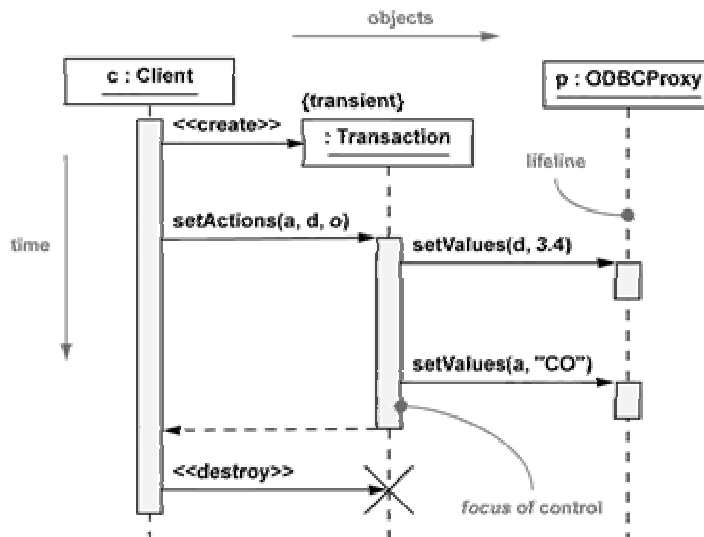 objects
c : Client
p : ODBCProxy
{transient}
<<create>>
: Transaction
lifeline
time
setActions(a, d, o)
setValues(d, 3.4)
setValues(a, "CO")
<<destroy>>
focus of control